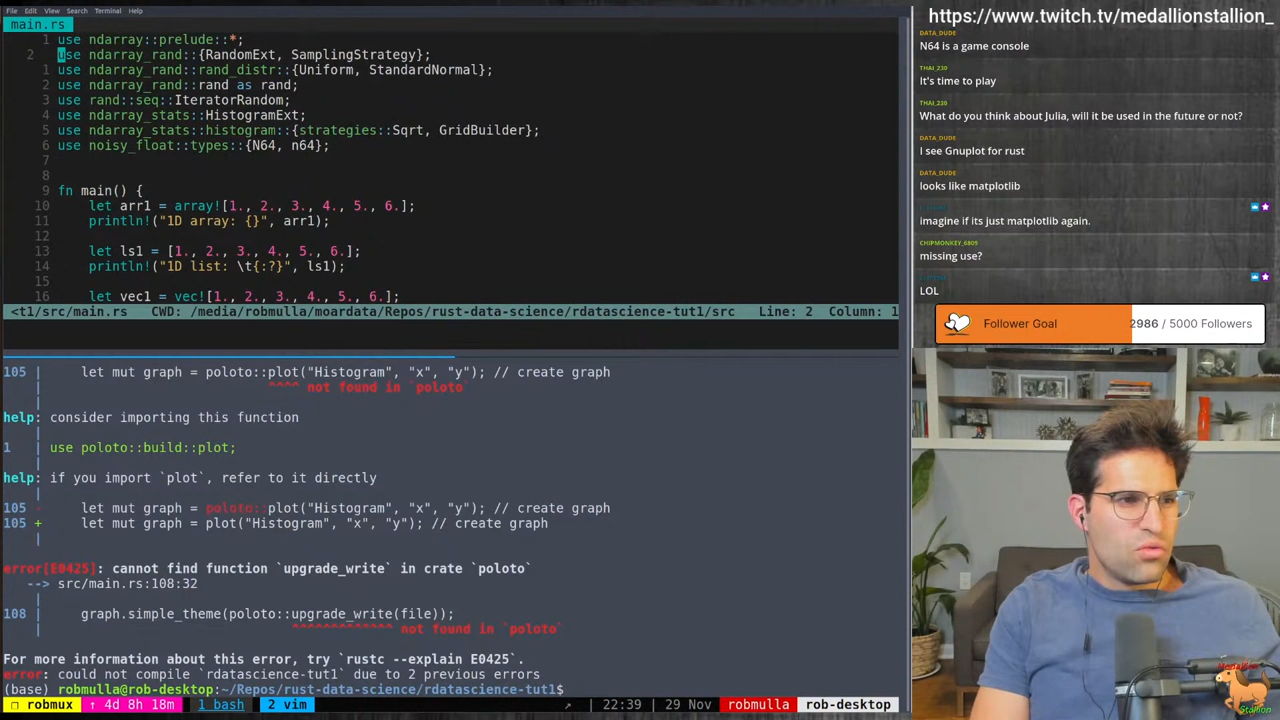 File Edit View Search Terminal Help
https://www.twitch.tv/medallionstallion_
main.rs
1 use ndarray::prelude::*;
2 use ndarray_rand::{RandomExt, SamplingStrategy};
1 use ndarray_rand::rand_distr::{Uniform, StandardNormal};
2 use ndarray_rand::rand as rand;
3 use rand::seq::IteratorRandom;
4 use ndarray_stats::HistogramExt;
5 use ndarray_stats::histogram::{strategies::Sqrt, GridBuilder};
6 use noisy_float::types::{N64, n64};
7
8
9 fn main() {
10 let arr1 = array![1., 2., 3., 4., 5., 6.];
11 println!("1D array: {}", arr1);
12
13 let ls1 = [1., 2., 3., 4., 5., 6.];
14 println!("1D list: \t{:?}", ls1);
15
16 let vec1 = vec![1., 2., 3., 4., 5., 6.];
<t1/src/main.rs CWD: /media/robmulla/moardata/Repos/rust-data-science/rdatascience-tut1/src Line: 2 Column: 1
105 | let mut graph = poloto::plot("Histogram", "x", "y"); // create graph
| ^^^^ not found in `poloto`
|
help: consider importing this function
|
1 | use poloto::build::plot;
|
help: if you import `plot`, refer to it directly
|
105 - let mut graph = poloto::plot("Histogram", "x", "y"); // create graph
105 + let mut graph = plot("Histogram", "x", "y"); // create graph
|
error[E0425]: cannot find function `upgrade_write` in crate `poloto`
--> src/main.rs:108:32
|
108 | graph.simple_theme(poloto::upgrade_write(file));
| ^^^^^^^^^^^^^ not found in `poloto`
For more information about this error, try `rustc --explain E0425`.
error: could not compile `rdatascience-tut1` due to 2 previous errors
(base) robmulla@rob-desktop:~/Repos/rust-data-science/rdatascience-tut1$
robmux 4d 8h 18m 1 bash 2 vim ↗ | 22:39 | 29 Nov robmulla rob-desktop
DATA_DUDE
N64 is a game console
THAI_230
It's time to play
THAI_230
What do you think about Julia, will it be used in the future or not?
DATA_DUDE
I see Gnuplot for rust
DATA_DUDE
looks like matplotlib
imagine if its just matplotlib again.
CHIPMONKEY_6809
missing use?
LOL
Follower Goal 2986 / 5000 Followers
Medallion
Stallion